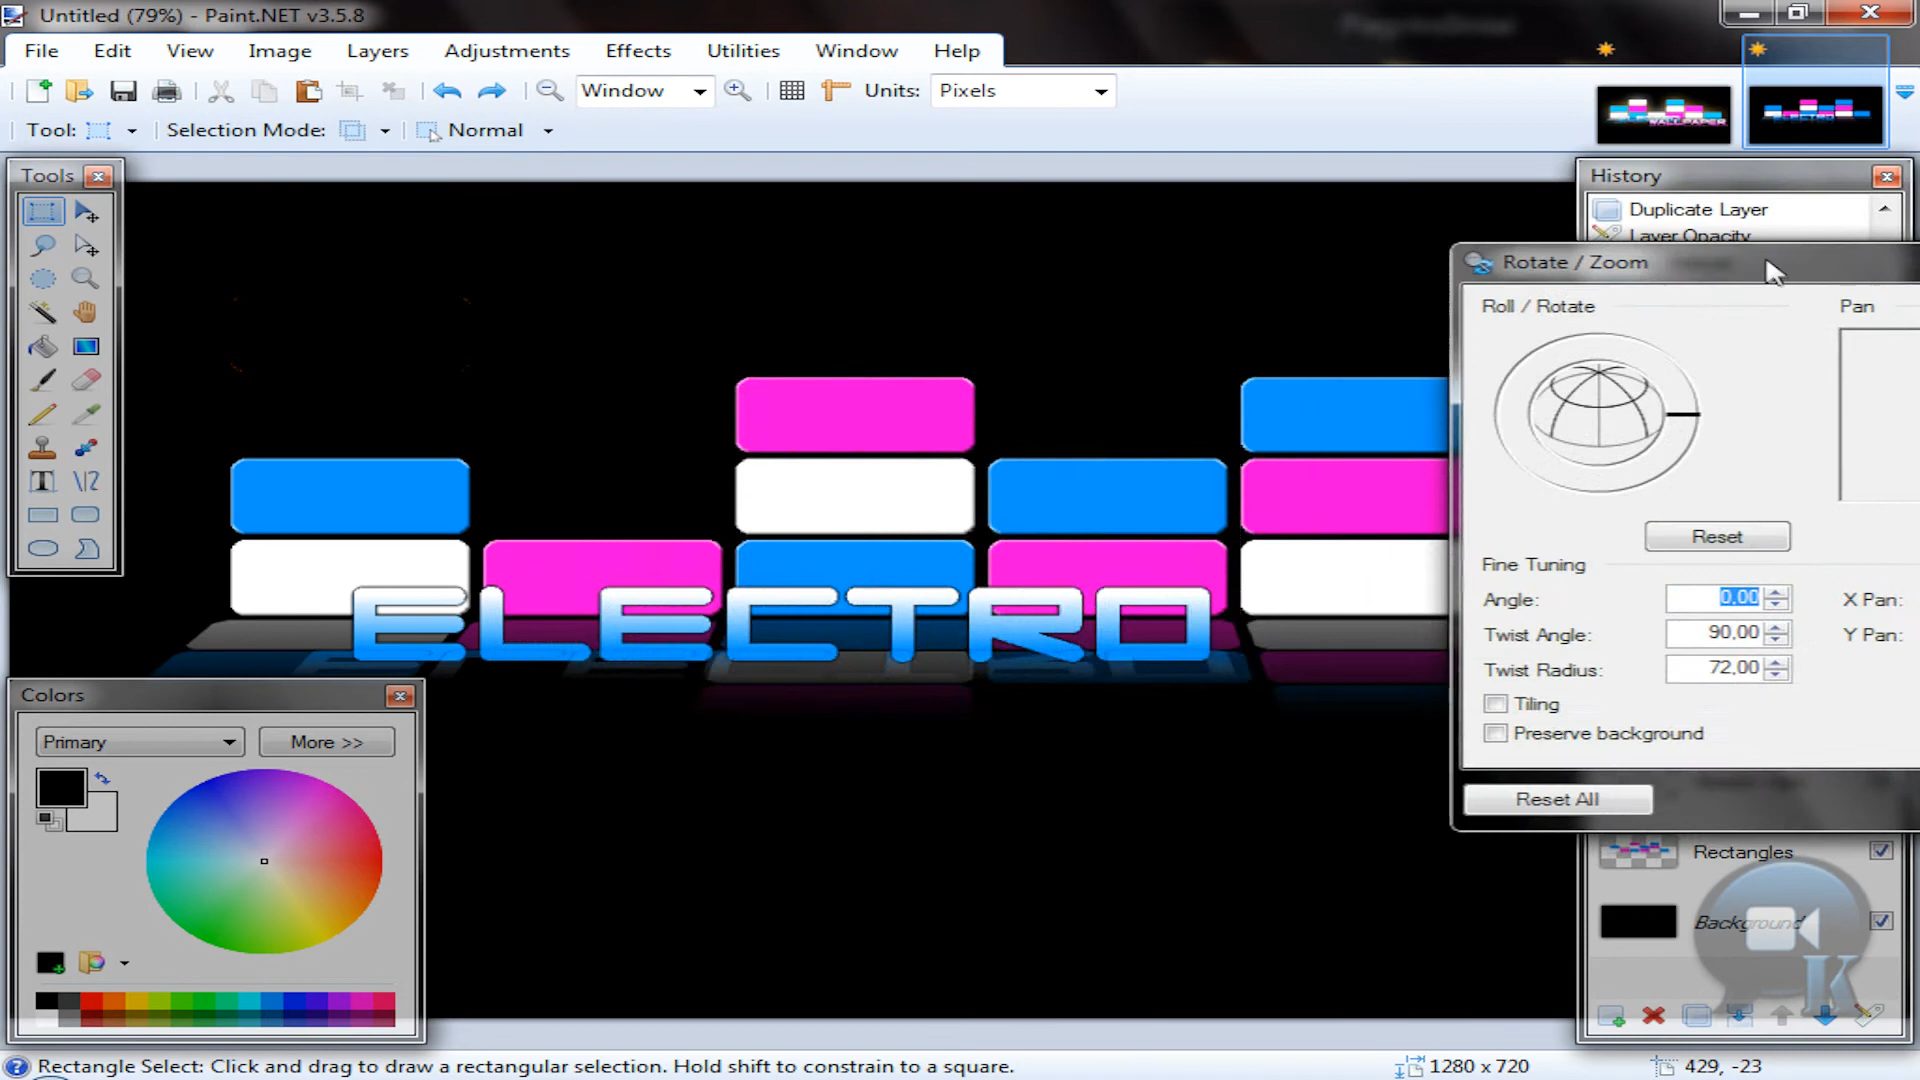 Untitled (79%) - Paint.NET v3.5.8
File Edit View Image Layers Adjustments Effects Utilities Window Help
Window Units: Pixels
Tool: Selection Mode: Normal
WALLPAPER
ELECTRO
Tools
History
Duplicate Layer
Layer Opacity
Rotate / Zoom
Roll / Rotate Pan
Reset
Fine Tuning
Angle: 0,00 X Pan:
Twist Angle: 90,00 Y Pan:
Twist Radius: 72,00
Tiling
Preserve background
Reset All
ELECTRO
Colors
Primary More >>
Rectangles
Background
K
Rectangle Select: Click and drag to draw a rectangular selection. Hold shift to constrain to a square. 1280 x 720 429, -23